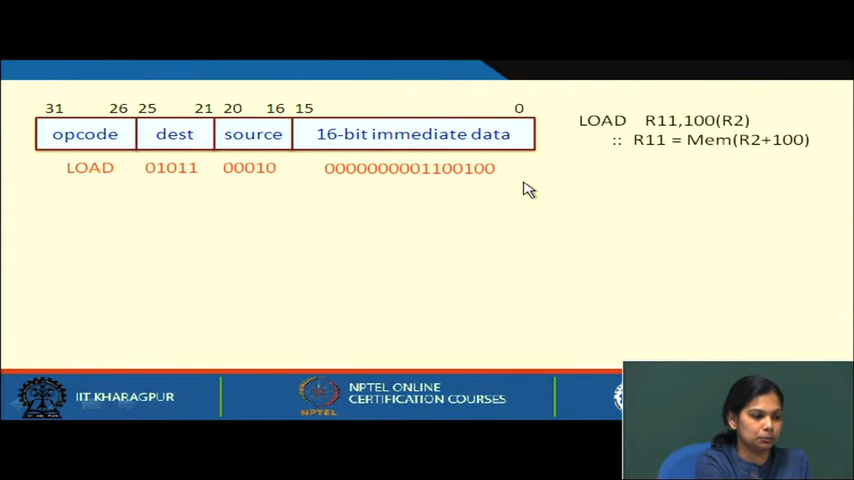 31 26 25 21 20 16 15 0
opcode dest source 16-bit immediate data
LOAD 01011 00010 0000000001100100
LOAD R11,100(R2)
:: R11 = Mem(R2+100)
IIT KHARAGPUR
NPTEL
NPTEL ONLINE
CERTIFICATION COURSES